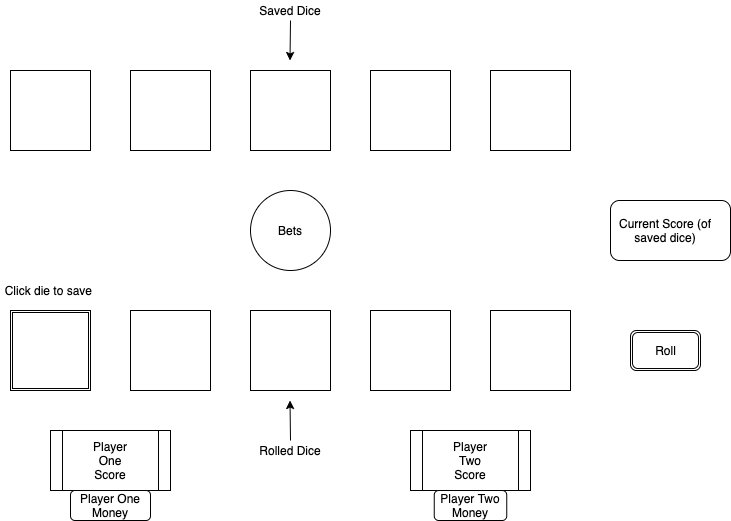 Saved Dice
Bets
Current Score (of
saved dice)
Click die to save
Roll
Rolled Dice
Player
One
Score
Player One
Money
Player
Two
Score
Player Two
Money